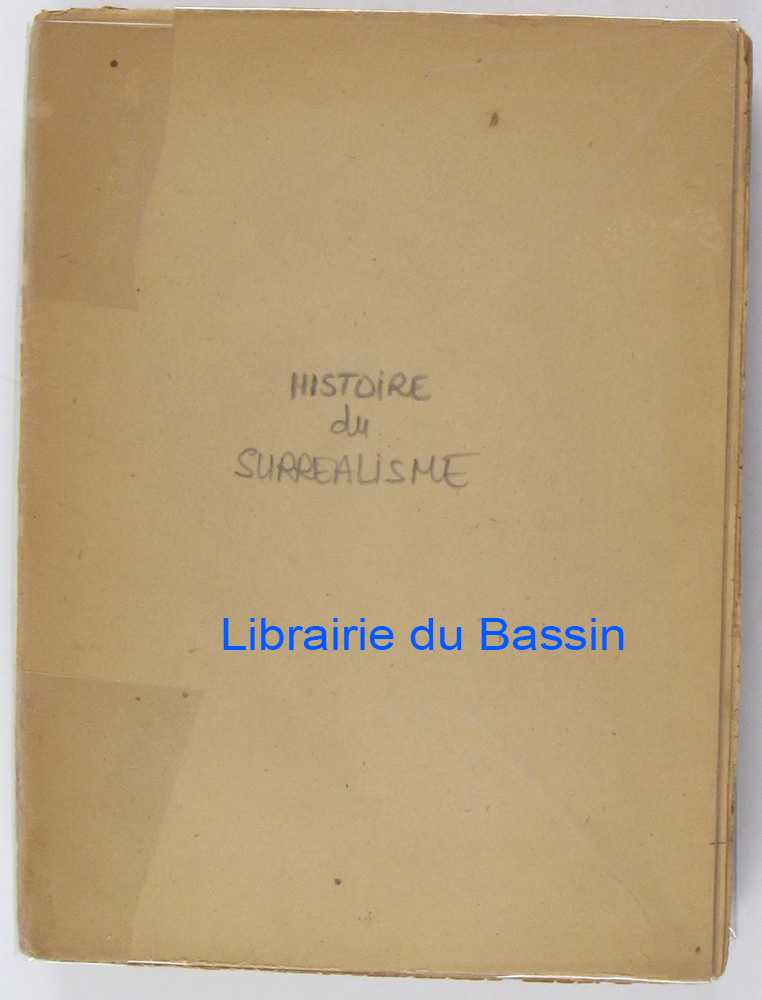 HISTOIRE
du
SURREALISME
Librairie du Bassin